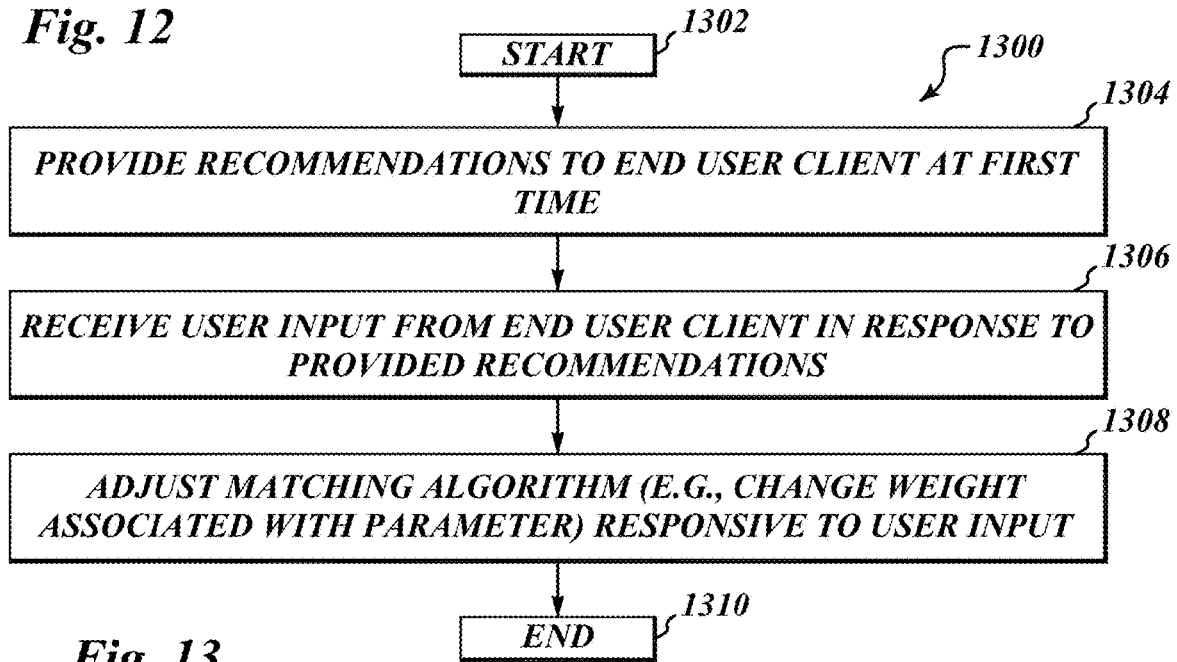 Fig. 12
START
1302
1300
1304
PROVIDE RECOMMENDATIONS TO END USER CLIENT AT FIRST
TIME
1306
RECEIVE USER INPUT FROM END USER CLIENT IN RESPONSE TO
PROVIDED RECOMMENDATIONS
1308
ADJUST MATCHING ALGORITHM (E.G., CHANGE WEIGHT
ASSOCIATED WITH PARAMETER) RESPONSIVE TO USER INPUT
1310
END
Fig. 13